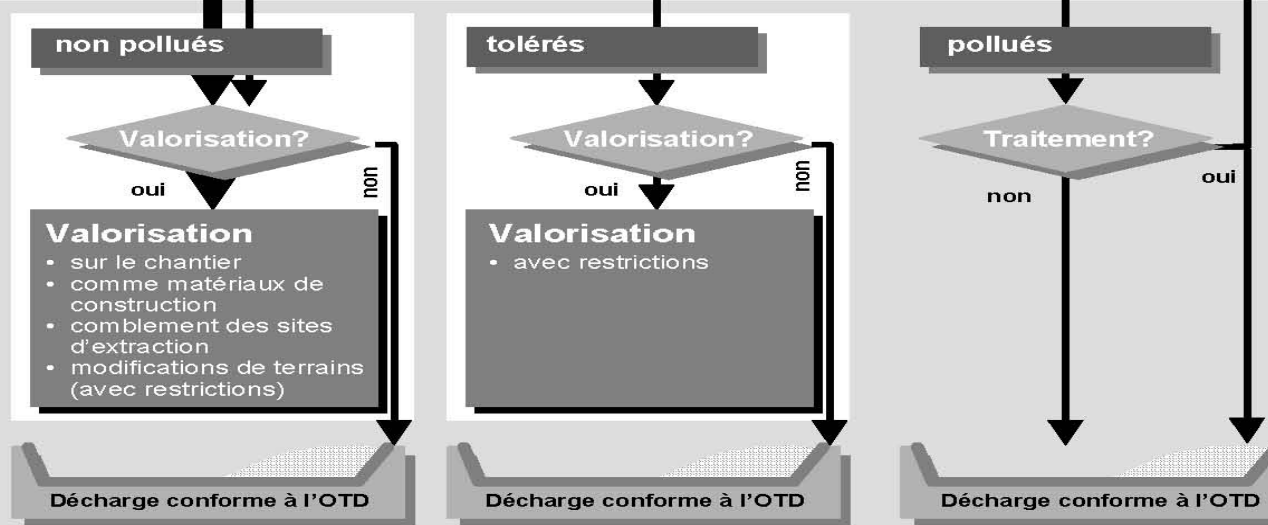 non pollués
Valorisation?
oui
non
Valorisation
• sur le chantier
• comme matériaux de
construction
• comblement des sites
d'extraction
• modifications de terrains
(avec restrictions)
Décharge conforme à l'OTD
tolérés
Valorisation?
oui
non
Valorisation
• avec restrictions
Décharge conforme à l'OTD
pollués
Traitement?
non
oui
Décharge conforme à l'OTD